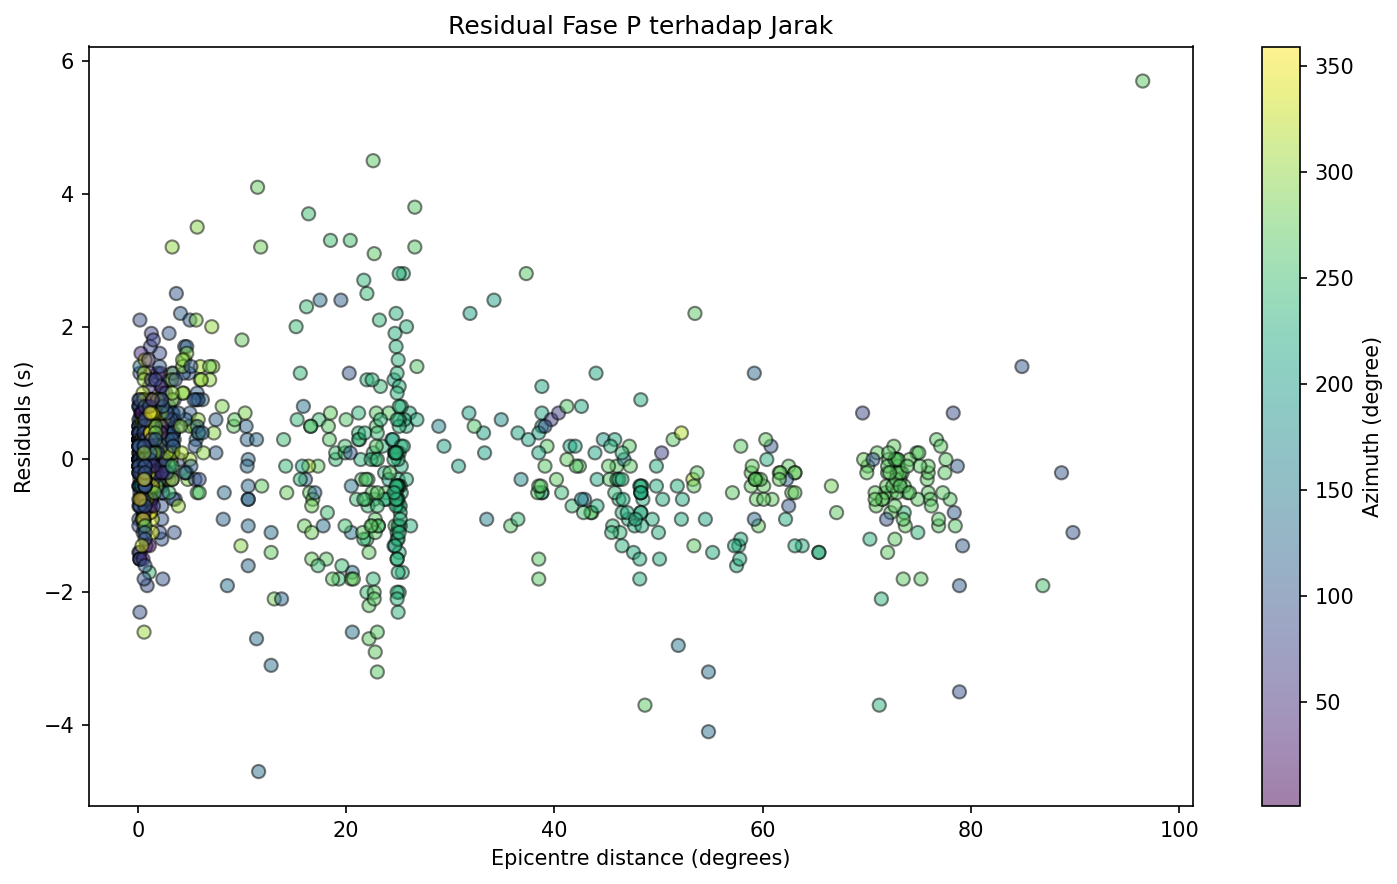 Residual Fase P terhadap Jarak
Residuals (s)
6
4
2
0
−2
−4
0 20 40 60 80 100
Epicentre distance (degrees)
350
300
250
200
150
100
50
Azimuth (degree)